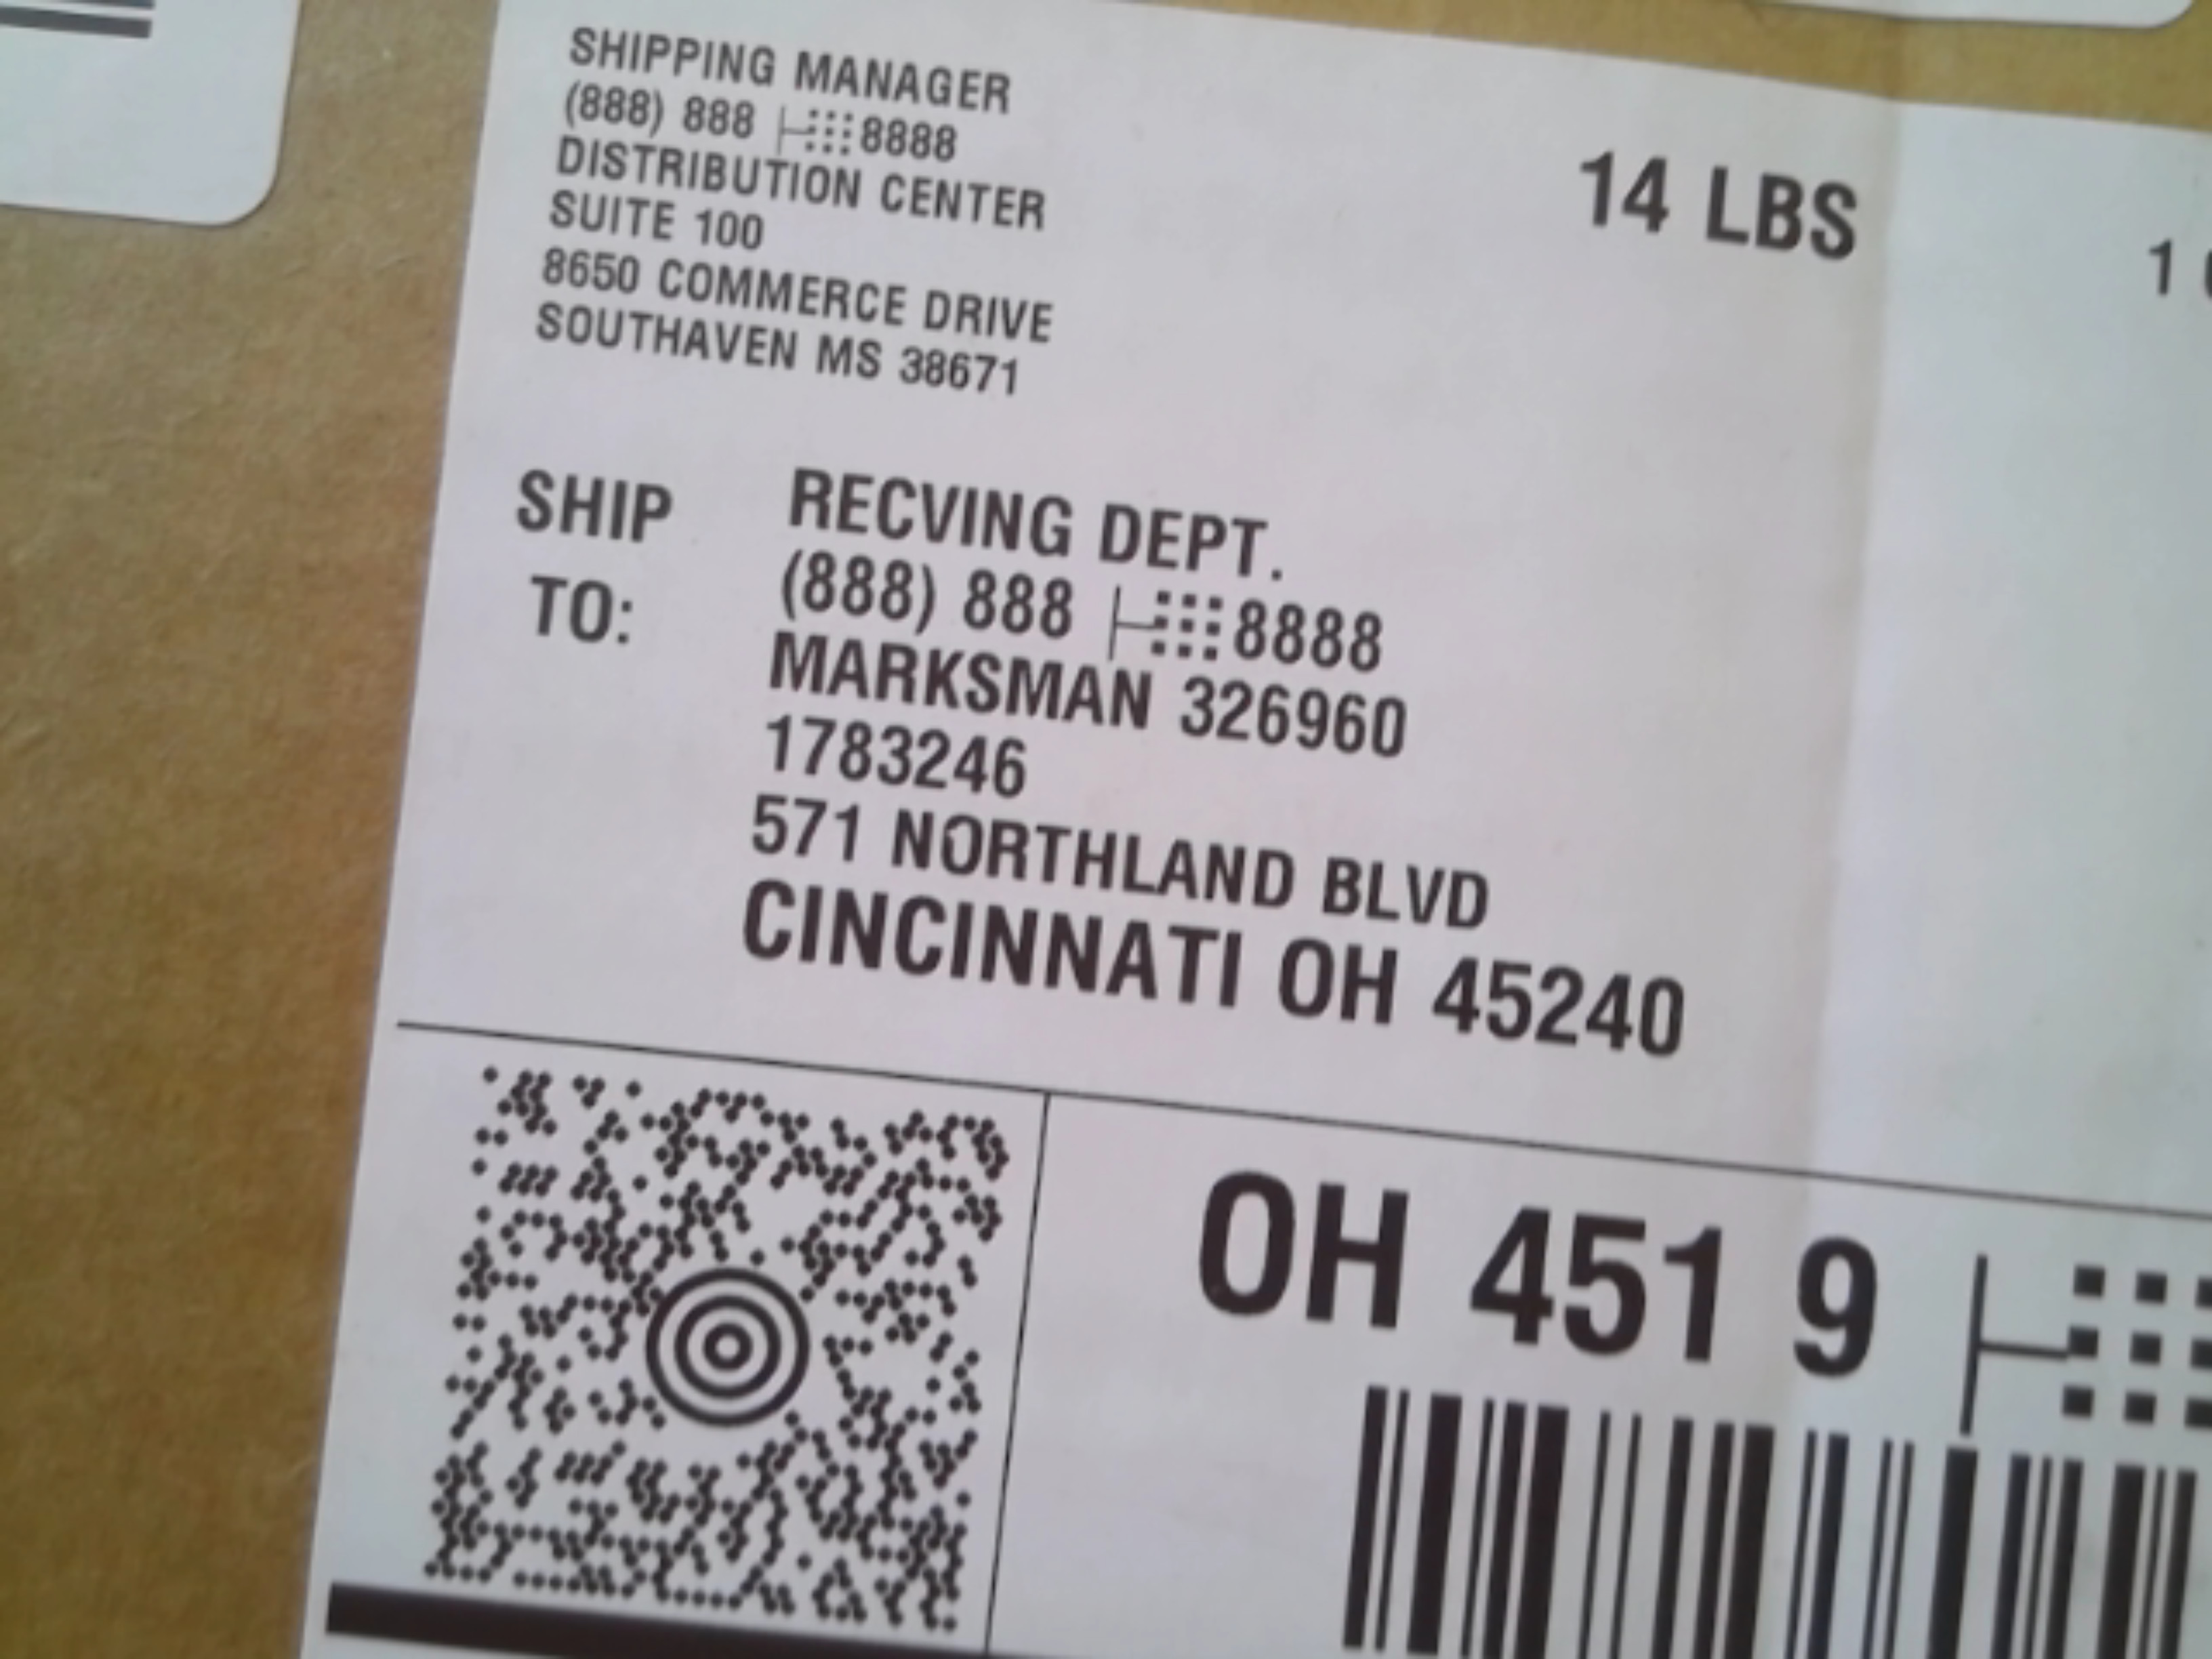 SHIPPING MANAGER
(888) 888 8888
DISTRIBUTION CENTER
SUITE 100
8650 COMMERCE DRIVE
SOUTHAVEN MS 38671
14 LBS
1
SHIP TO:
RECVING DEPT.
(888) 888 8888
MARKSMAN 326960
1783246
571 NORTHLAND BLVD
CINCINNATI OH 45240
OH 451 9